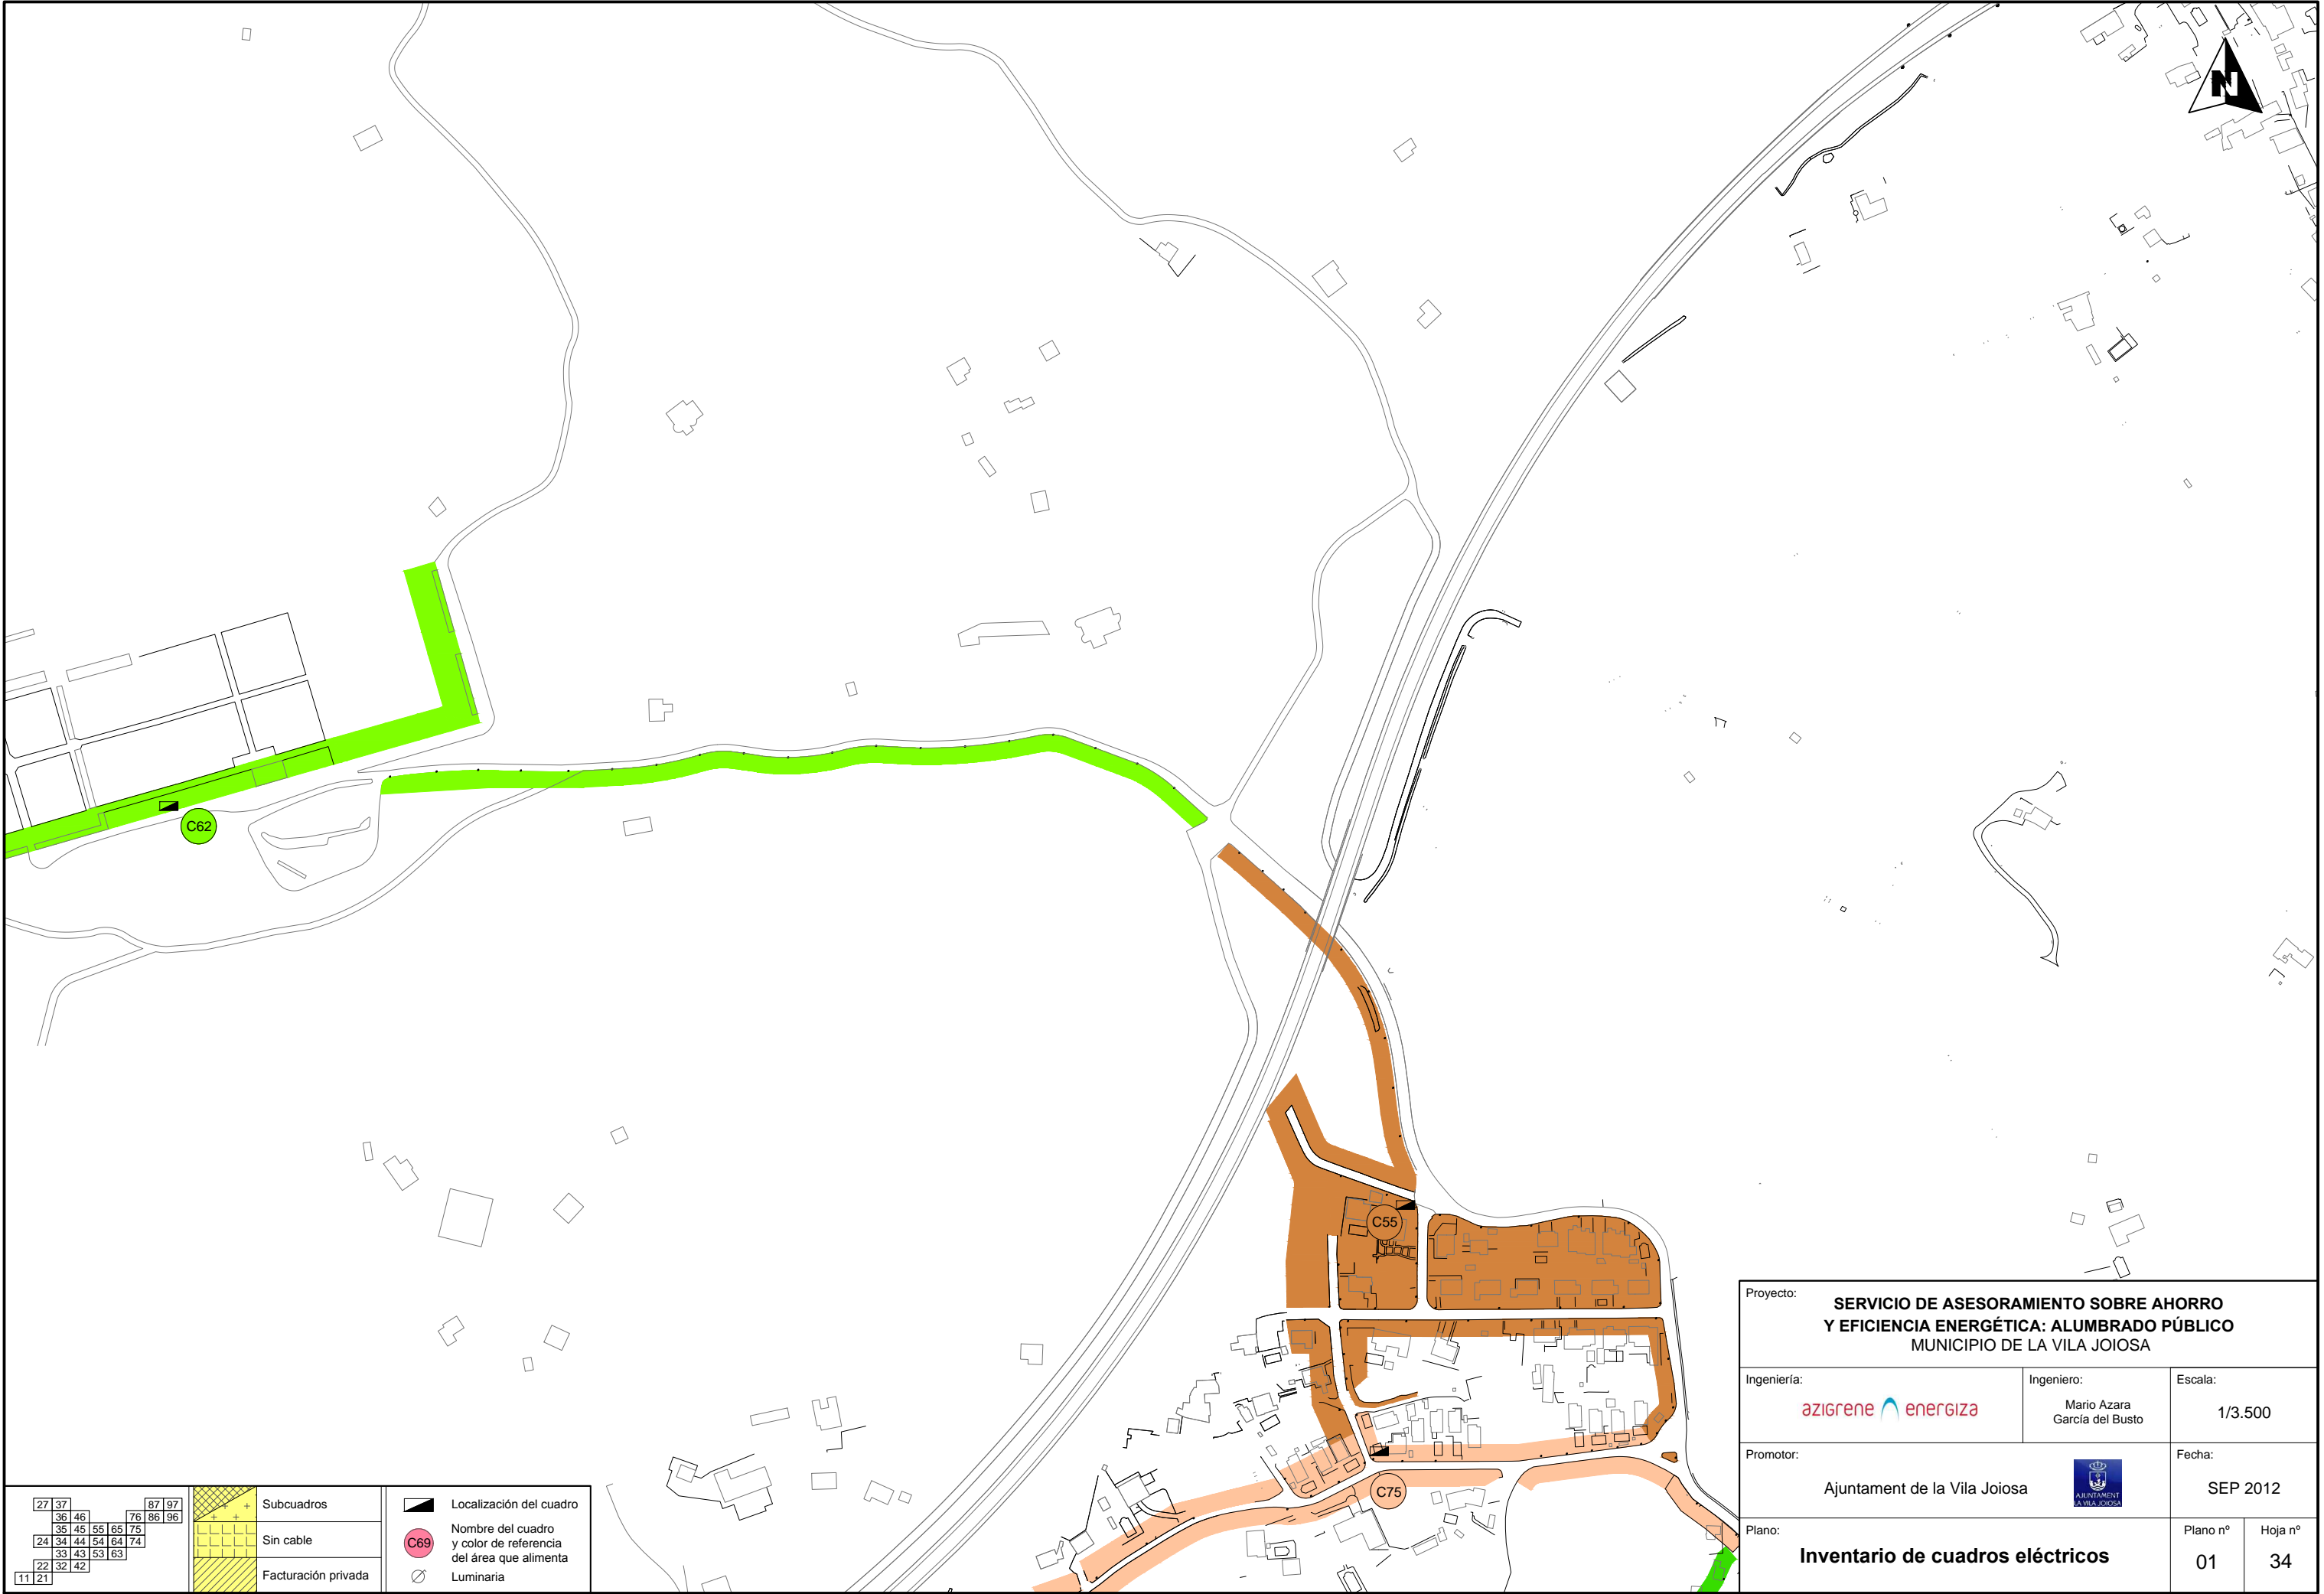 N
C62
C55
C75
27 37 87 97
36 46 76 86 96
35 45 55 65 75
24 34 44 54 64 74
33 43 53 63
22 32 42
11 21
Subcuadros
Sin cable
Facturación privada
Localización del cuadro
C69
Nombre del cuadro
y color de referencia
del área que alimenta
Luminaria
Proyecto:
SERVICIO DE ASESORAMIENTO SOBRE AHORRO
Y EFICIENCIA ENERGÉTICA: ALUMBRADO PÚBLICO
MUNICIPIO DE LA VILA JOIOSA
Ingeniería:
azigrene energiza
Ingeniero:
Mario Azara
García del Busto
Escala:
1/3.500
Promotor:
Ajuntament de la Vila Joiosa
AJUNTAMENT
LA VILA JOIOSA
Fecha:
SEP 2012
Plano:
Inventario de cuadros eléctricos
Plano nº
01
Hoja nº
34